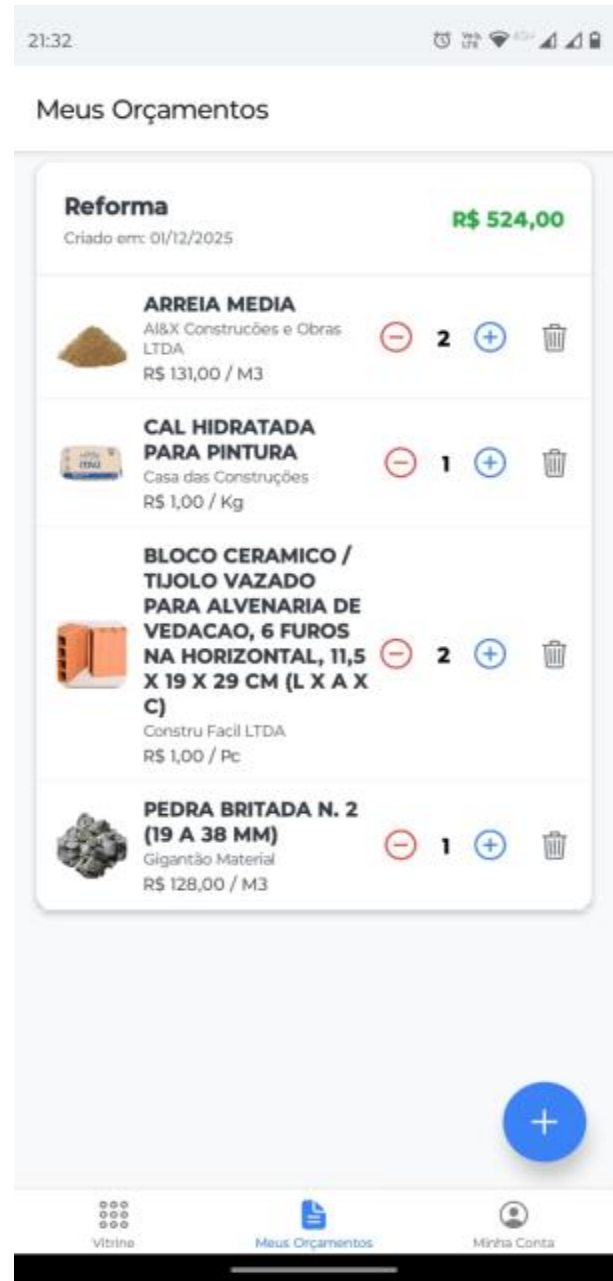 21:32
Meus Orçamentos
Reforma
R$ 524,00
Criado em: 01/12/2025
ARREIA MEDIA
AI&X Construcões e Obras
LTDA
R$ 131,00 / M3
2
CAL HIDRATADA
PARA PINTURA
Casa das Construções
R$ 1,00 / Kg
1
BLOCO CERAMICO /
TIJOLO VAZADO
PARA ALVENARIA DE
VEDACAO, 6 FUROS
NA HORIZONTAL, 11,5
X 19 X 29 CM (L X A X
C)
Constru Facil LTDA
R$ 1,00 / Pc
2
PEDRA BRITADA N. 2
(19 A 38 MM)
Gigantão Material
R$ 128,00 / M3
1
Vitrine
Meus Orçamentos
Minha Conta